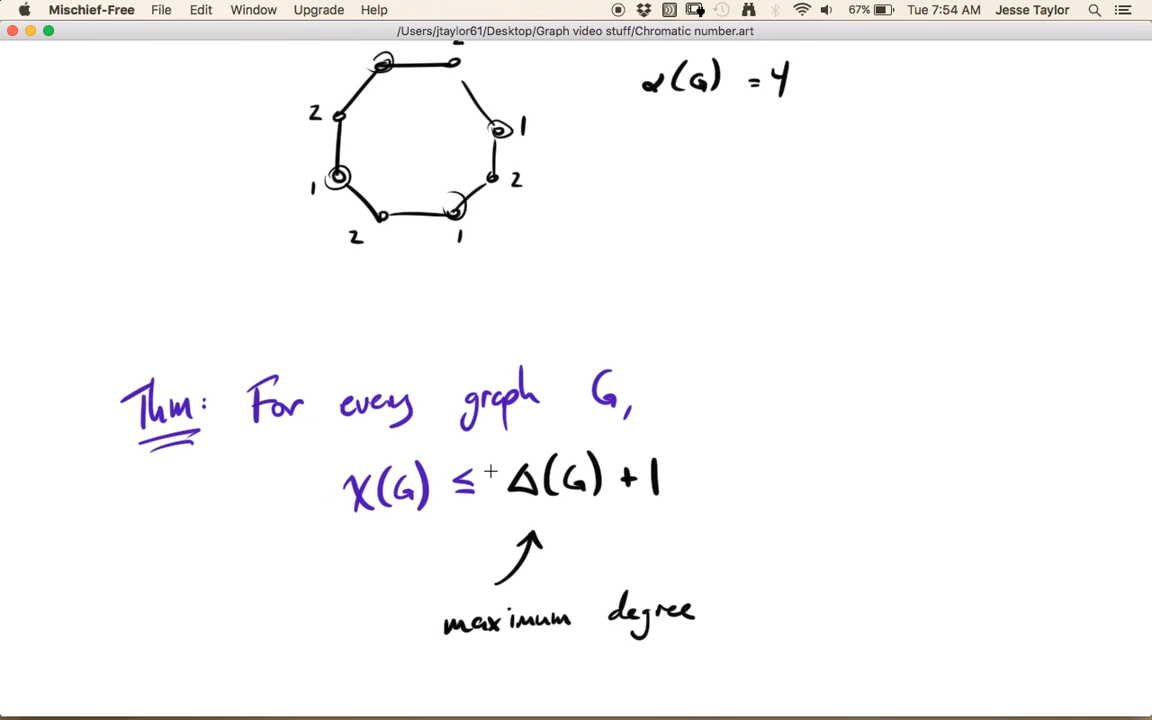 Mischief-Free File Edit Window Upgrade Help 67% Tue 7:54 AM Jesse Taylor
/Users/jtaylor61/Desktop/Graph video stuff/Chromatic number.art
α(G) = 4
2
1
2
1
2
1
Thm: For every graph G,
χ(G) ≤ Δ(G) + 1
maximum degree